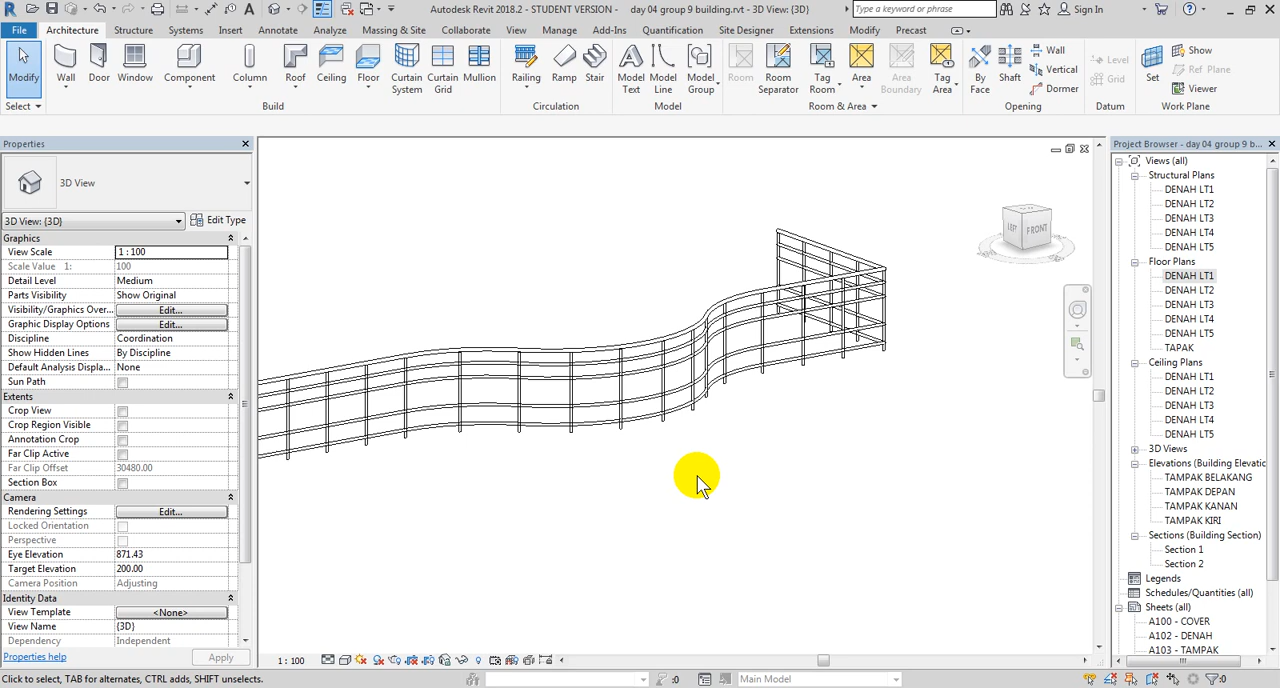 Autodesk Revit 2018.2 - STUDENT VERSION - day 04 group 9 building.rvt - 3D View: {3D}
Type a keyword or phrase
Sign In
File Architecture Structure Systems Insert Annotate Analyze Massing & Site Collaborate View Manage Add-Ins Quantification Site Designer Extensions Modify Precast
Modify
Wall
Door
Window
Component
Column
Roof
Ceiling
Floor
Curtain System
Curtain Grid
Mullion
Railing
Ramp
Stair
Model Text
Model Line
Model Group
Room
Room Separator
Tag Room
Area
Area Boundary
Tag Area
By Face
Shaft
Wall
Vertical
Dormer
Level
Grid
Set
Show
Ref Plane
Viewer
Select Build Circulation Model Room & Area Opening Datum Work Plane
Properties
3D View
3D View: {3D} Edit Type
Graphics
View Scale 1 : 100
Scale Value 1: 100
Detail Level Medium
Parts Visibility Show Original
Visibility/Graphics Over... Edit...
Graphic Display Options Edit...
Discipline Coordination
Show Hidden Lines By Discipline
Default Analysis Displa... None
Sun Path
Extents
Crop View
Crop Region Visible
Annotation Crop
Far Clip Active
Far Clip Offset 30480.00
Section Box
Camera
Rendering Settings Edit...
Locked Orientation
Perspective
Eye Elevation 871.43
Target Elevation 200.00
Camera Position Adjusting
Identity Data
View Template <None>
View Name {3D}
Dependency Independent
Properties help Apply
LEFT FRONT
Project Browser - day 04 group 9 b...
Views (all)
Structural Plans
DENAH LT1
DENAH LT2
DENAH LT3
DENAH LT4
DENAH LT5
Floor Plans
DENAH LT1
DENAH LT2
DENAH LT3
DENAH LT4
DENAH LT5
TAPAK
Ceiling Plans
DENAH LT1
DENAH LT2
DENAH LT3
DENAH LT4
DENAH LT5
3D Views
Elevations (Building Elevatic
TAMPAK BELAKANG
TAMPAK DEPAN
TAMPAK KANAN
TAMPAK KIRI
Sections (Building Section)
Section 1
Section 2
Legends
Schedules/Quantities (all)
Sheets (all)
A100 - COVER
A102 - DENAH
A103 - TAMPAK
1 : 100
Click to select, TAB for alternates, CTRL adds, SHIFT unselects.
:0
Main Model
:0